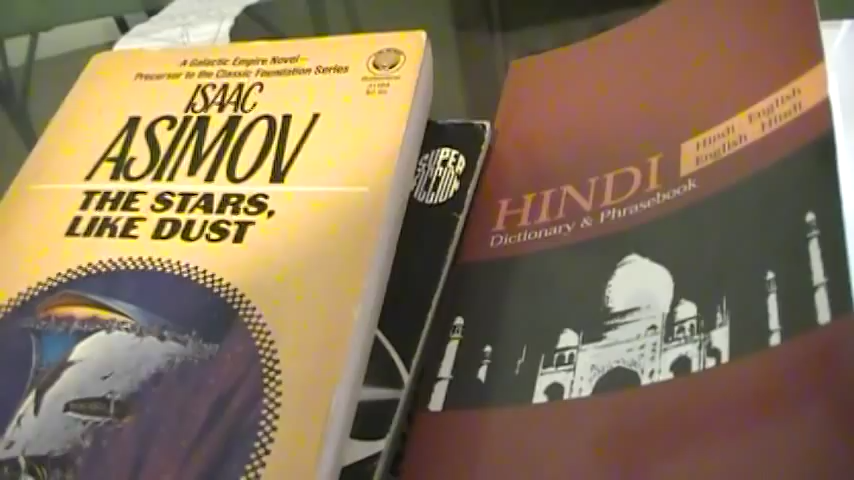 A Galactic Empire Novel—
Precursor to the Classic Foundation Series
ISAAC
ASIMOV
THE STARS,
LIKE DUST
SUPER
FICTION
HINDI
Dictionary & Phrasebook
Hindi English
English Hindi